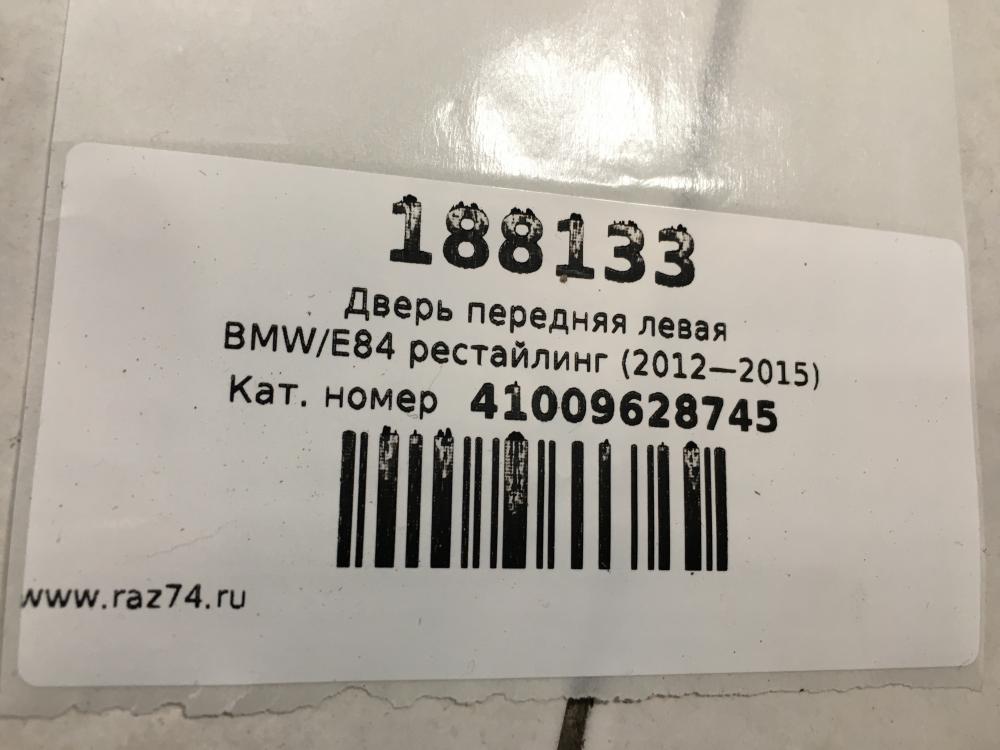 188133
Дверь передняя левая
BMW/E84 рестайлинг (2012—2015)
Кат. номер 41009628745
www.raz74.ru